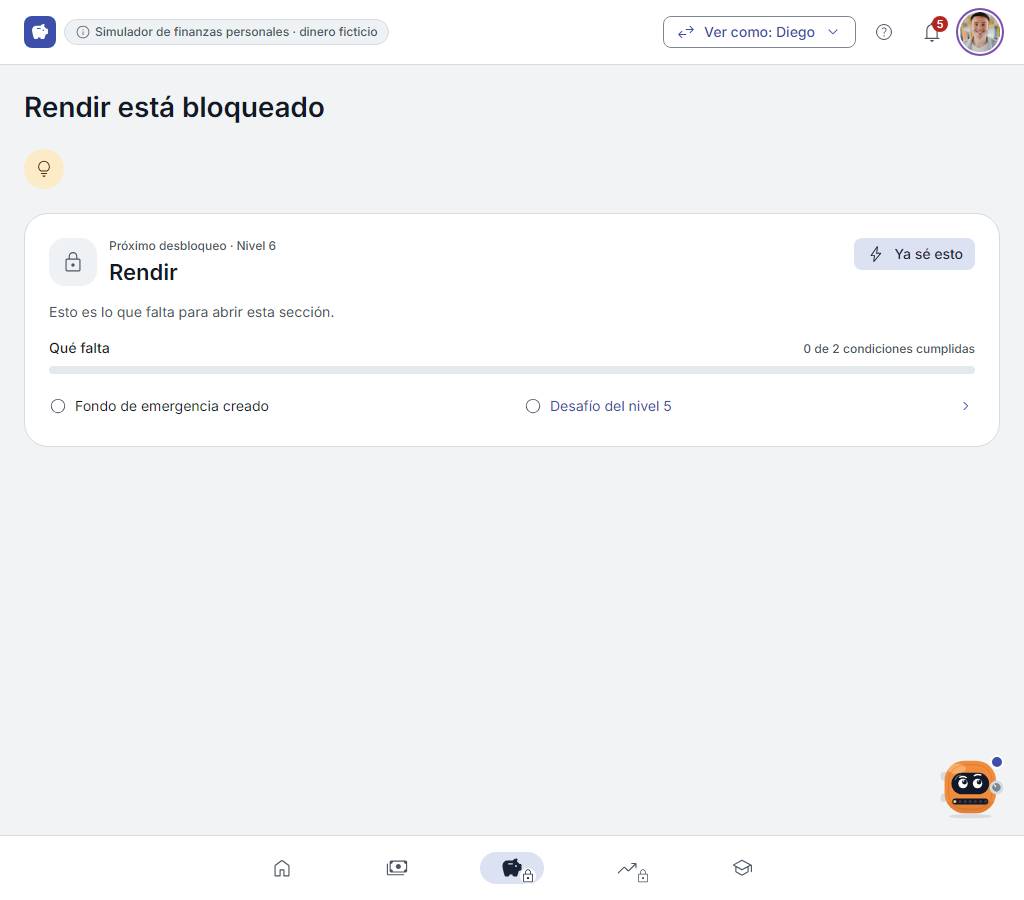 Simulador de finanzas personales · dinero ficticio
Ver como: Diego
5
Rendir está bloqueado
Próximo desbloqueo · Nivel 6
Rendir
Ya sé esto
Esto es lo que falta para abrir esta sección.
Qué falta
0 de 2 condiciones cumplidas
Fondo de emergencia creado
Desafío del nivel 5